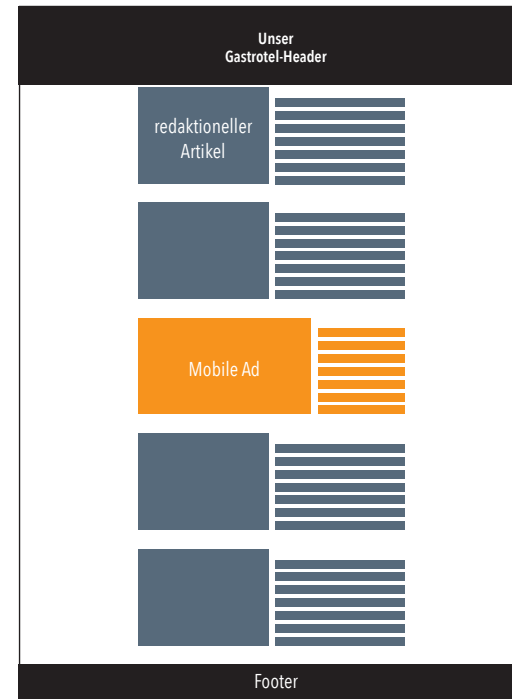 Unser
Gastrotel-Header
redaktioneller
Artikel
Mobile Ad
Footer